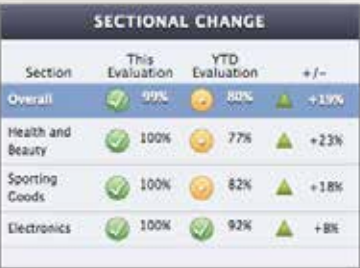 SECTIONAL CHANGE
Section This Evaluation YTD Evaluation +/-
Overall 99% 80% +19%
Health and Beauty 100% 77% +23%
Sporting Goods 100% 82% +18%
Electronics 100% 92% +8%